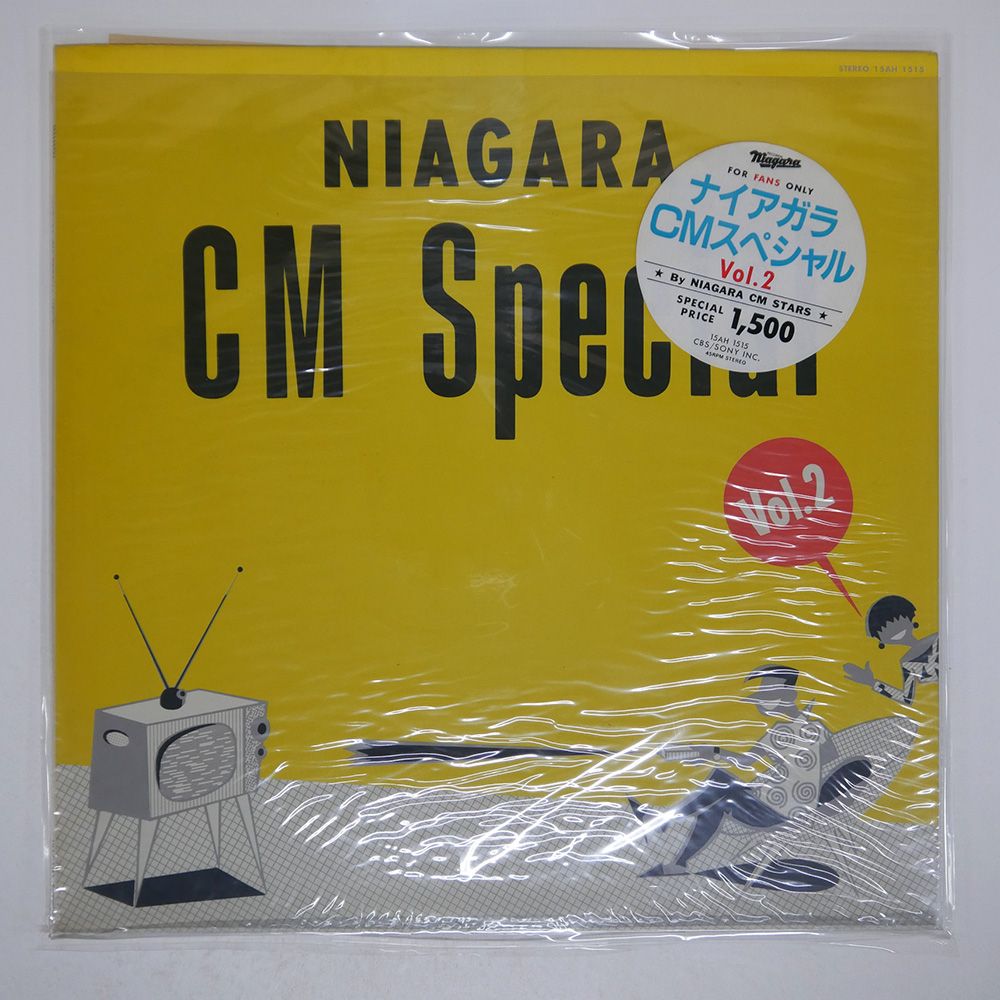 STEREO 15AH 1515
NIAGARA
CM Special
Niagara
FOR FANS ONLY
ナイアガラ
CMスペシャル
Vol.2
★ By NIAGARA CM STARS ★
SPECIAL
PRICE 1,500
15AH 1515
CBS/SONY INC.
45RPM STEREO
Vol.2